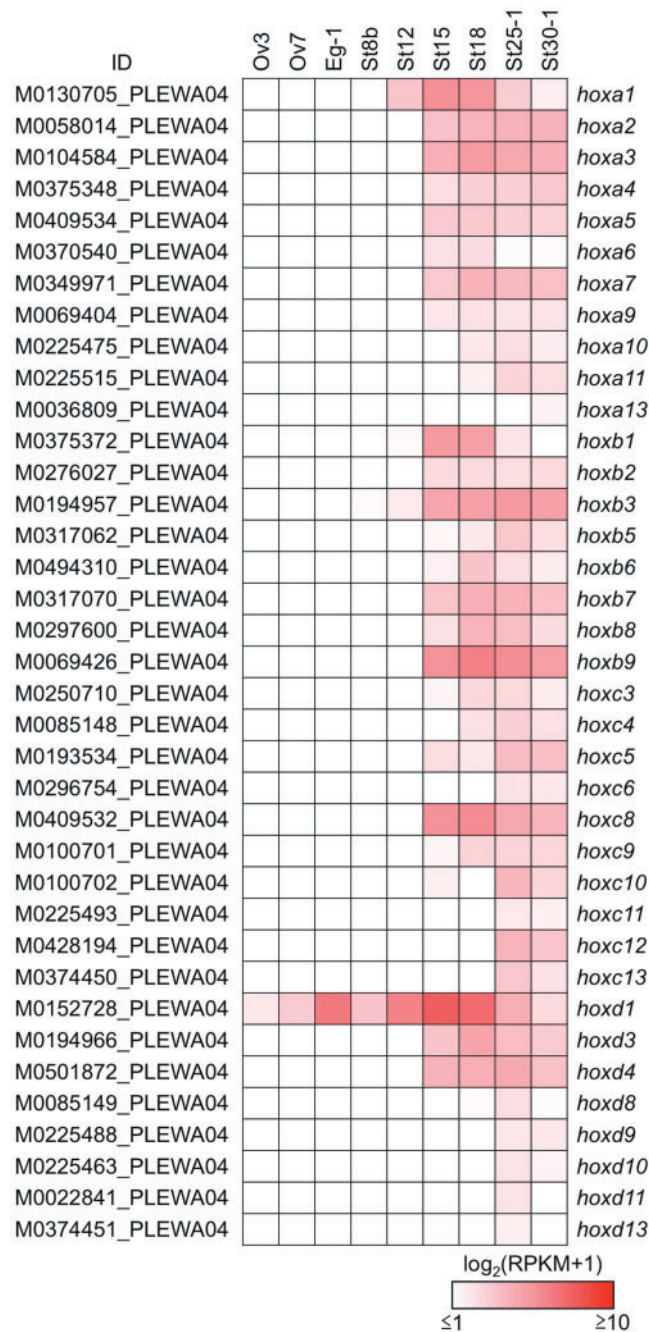 ID Ov3 Ov7 Eg-1 St8b St12 St15 St18 St25-1 St30-1
M0130705_PLEWA04 hoxa1
M0058014_PLEWA04 hoxa2
M0104584_PLEWA04 hoxa3
M0375348_PLEWA04 hoxa4
M0409534_PLEWA04 hoxa5
M0370540_PLEWA04 hoxa6
M0349971_PLEWA04 hoxa7
M0069404_PLEWA04 hoxa9
M0225475_PLEWA04 hoxa10
M0225515_PLEWA04 hoxa11
M0036809_PLEWA04 hoxa13
M0375372_PLEWA04 hoxb1
M0276027_PLEWA04 hoxb2
M0194957_PLEWA04 hoxb3
M0317062_PLEWA04 hoxb5
M0494310_PLEWA04 hoxb6
M0317070_PLEWA04 hoxb7
M0297600_PLEWA04 hoxb8
M0069426_PLEWA04 hoxb9
M0250710_PLEWA04 hoxc3
M0085148_PLEWA04 hoxc4
M0193534_PLEWA04 hoxc5
M0296754_PLEWA04 hoxc6
M0409532_PLEWA04 hoxc8
M0100701_PLEWA04 hoxc9
M0100702_PLEWA04 hoxc10
M0225493_PLEWA04 hoxc11
M0428194_PLEWA04 hoxc12
M0374450_PLEWA04 hoxc13
M0152728_PLEWA04 hoxd1
M0194966_PLEWA04 hoxd3
M0501872_PLEWA04 hoxd4
M0085149_PLEWA04 hoxd8
M0225488_PLEWA04 hoxd9
M0225463_PLEWA04 hoxd10
M0022841_PLEWA04 hoxd11
M0374451_PLEWA04 hoxd13
log₂(RPKM+1)
≤1 ≥10